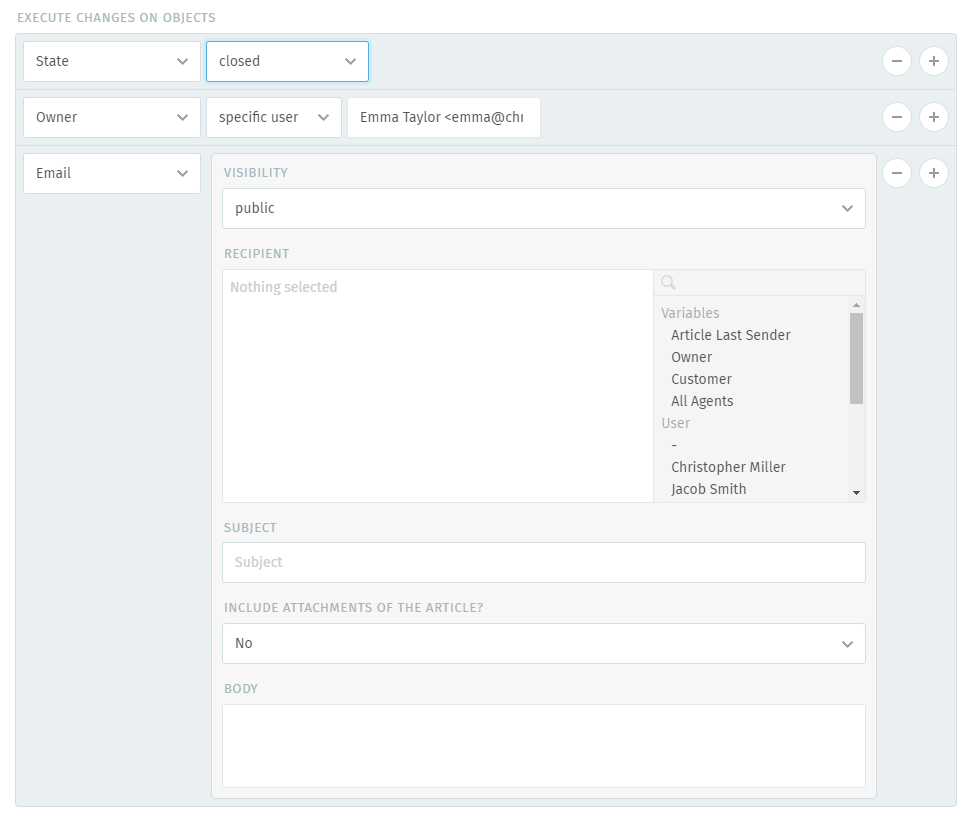 EXECUTE CHANGES ON OBJECTS
State closed
Owner specific user Emma Taylor <emma@chr
Email
VISIBILITY
public
RECIPIENT
Nothing selected
Variables
Article Last Sender
Owner
Customer
All Agents
User
-
Christopher Miller
Jacob Smith
SUBJECT
Subject
INCLUDE ATTACHMENTS OF THE ARTICLE?
No
BODY